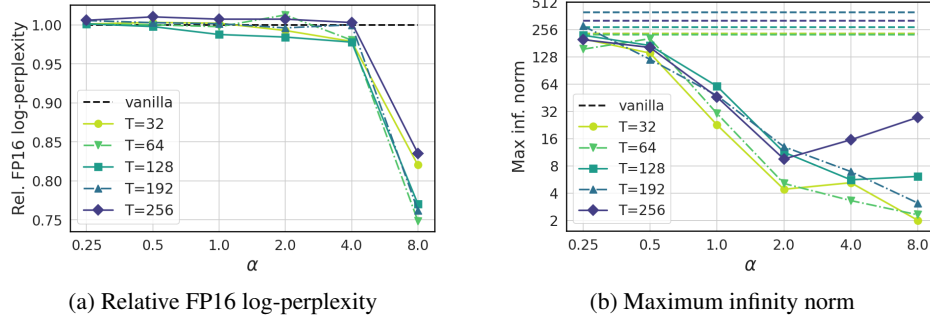 Rel. FP16 log-perplexity
1.00
0.95
0.90
0.85
0.80
0.75
vanilla
T=32
T=64
T=128
T=192
T=256
0.25 0.5 1.0 2.0 4.0 8.0
α
(a) Relative FP16 log-perplexity
Max inf. norm
512
256
128
64
32
16
8
4
2
vanilla
T=32
T=64
T=128
T=192
T=256
0.25 0.5 1.0 2.0 4.0 8.0
α
(b) Maximum infinity norm